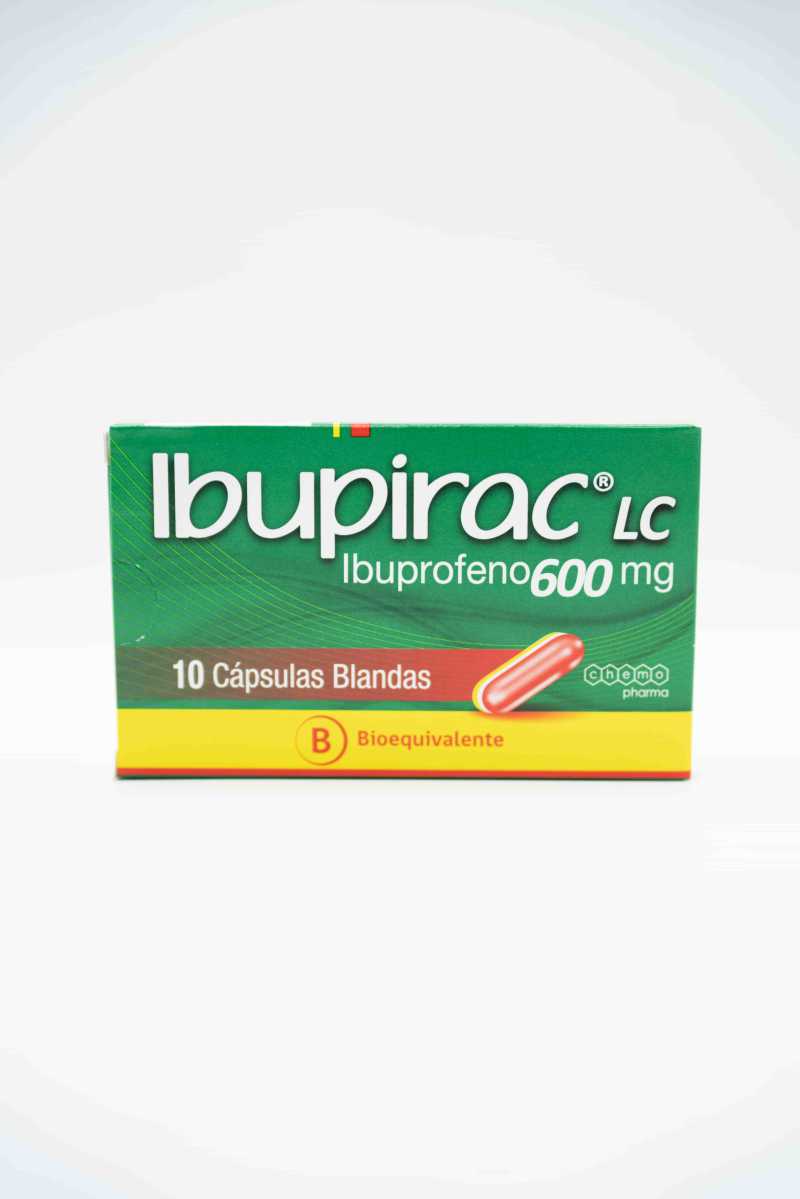 Ibupirac® LC
Ibuprofeno 600 mg
10 Cápsulas Blandas
chemo
pharma
B Bioequivalente